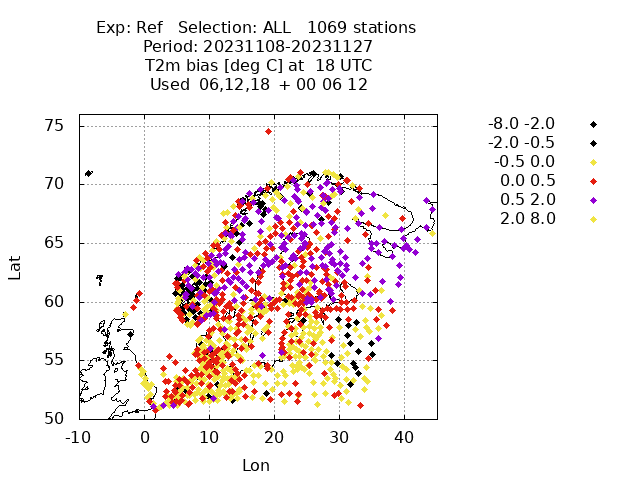 Exp: Ref   Selection: ALL   1069 stations
Period: 20231108-20231127
T2m bias [deg C] at  18 UTC
Used 06,12,18  + 00 06 12
-8.0 -2.0
-2.0 -0.5
-0.5 0.0
0.0 0.5
0.5 2.0
2.0 8.0
75
70
65
60
55
50
Lat
-10 0 10 20 30 40
Lon